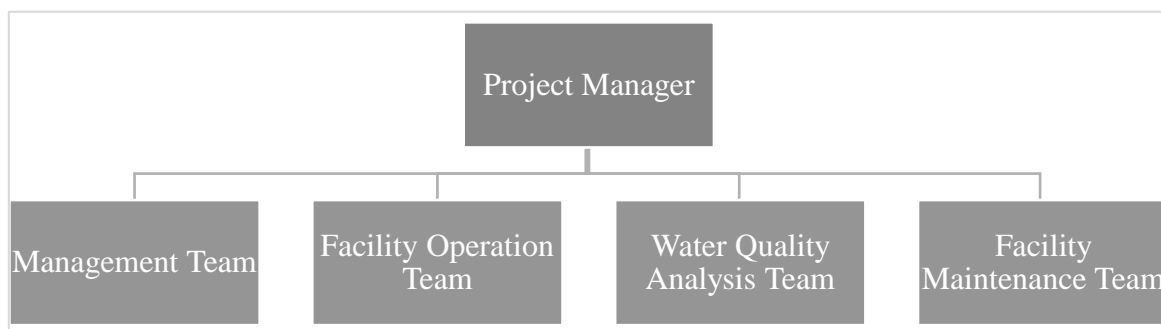 Project Manager
Management Team
Facility Operation
Team
Water Quality
Analysis Team
Facility
Maintenance Team